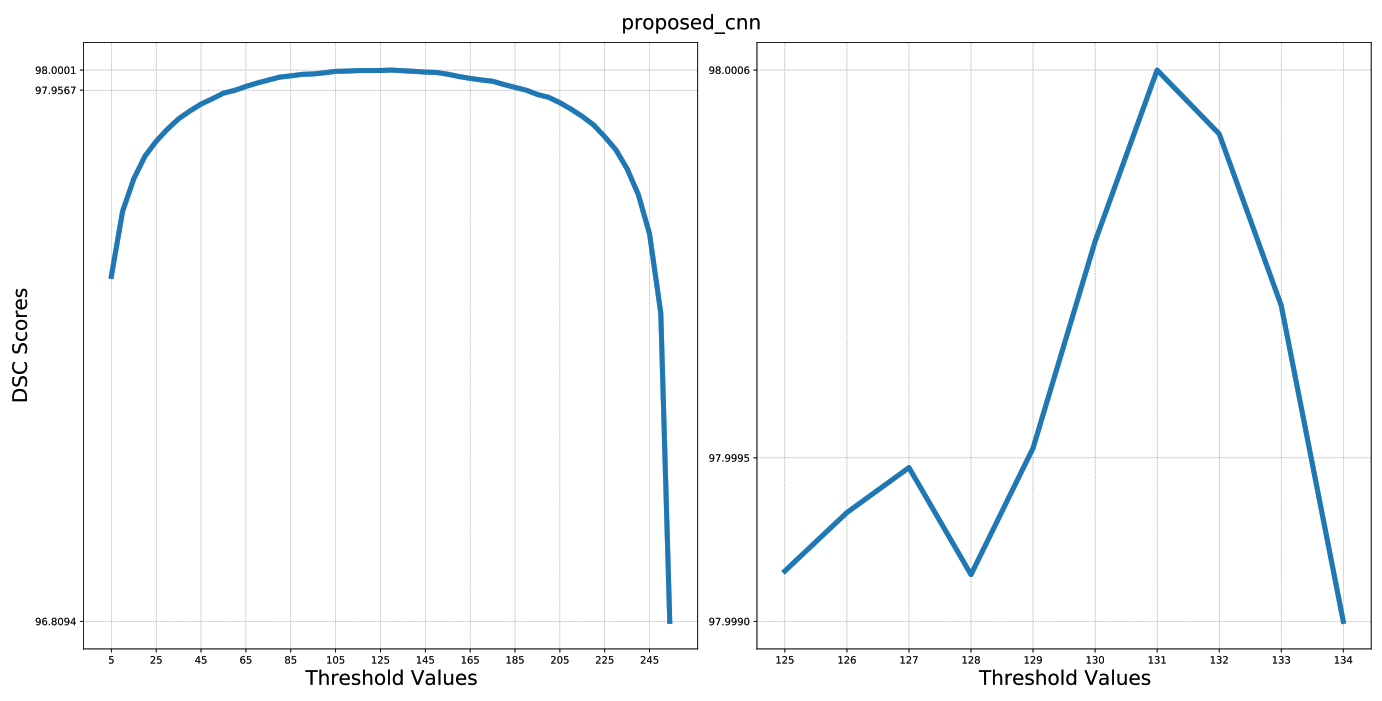 proposed_cnn
DSC Scores
98.0001
97.9567
96.8094
5 25 45 65 85 105 125 145 165 185 205 225 245
Threshold Values
98.0006
97.9995
97.9990
125 126 127 128 129 130 131 132 133 134
Threshold Values